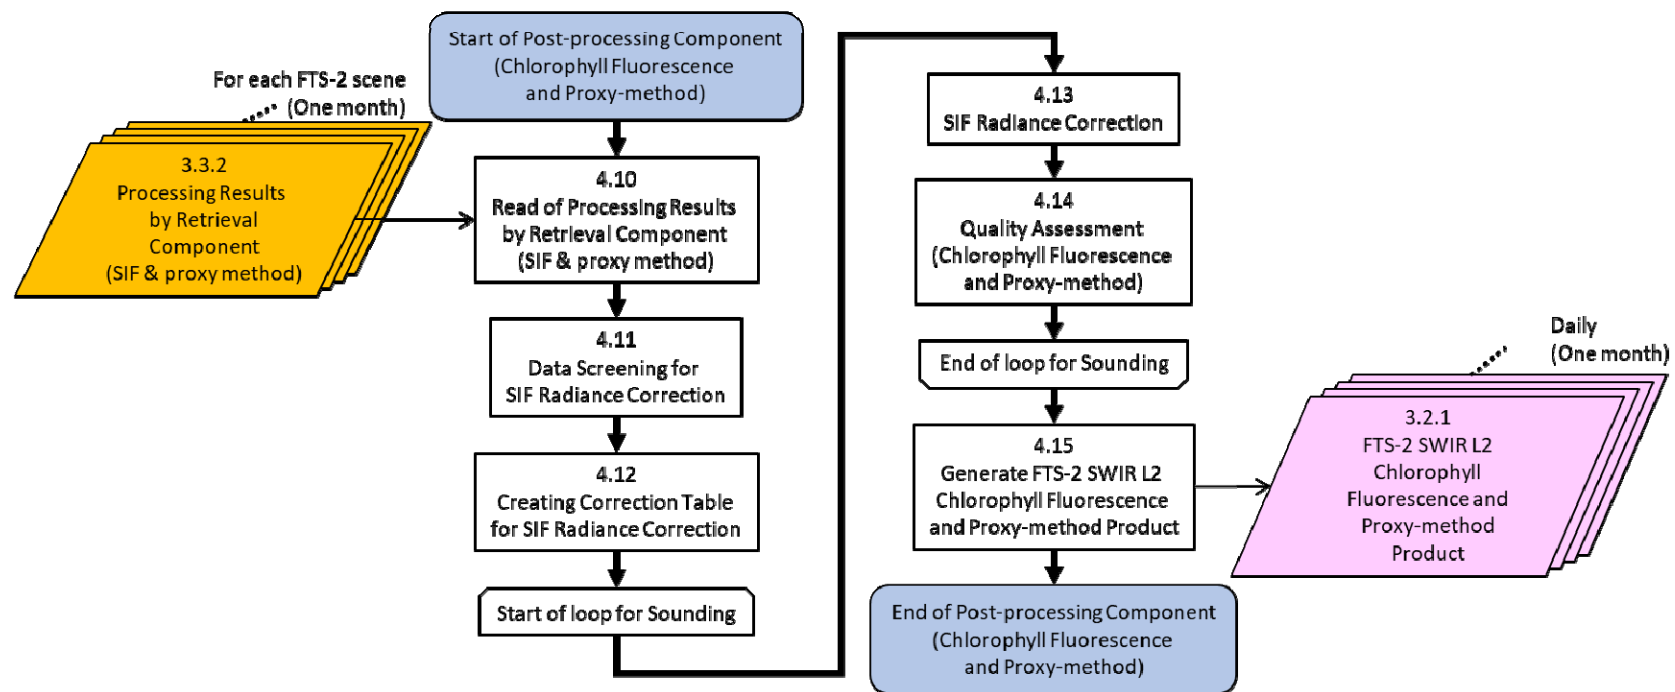 Start of Post-processing Component
(Chlorophyll Fluorescence
and Proxy-method)
For each FTS-2 scene
(One month)
3.3.2
Processing Results
by Retrieval
Component
(SIF & proxy method)
4.10
Read of Processing Results
by Retrieval Component
(SIF & proxy method)
4.11
Data Screening for
SIF Radiance Correction
4.12
Creating Correction Table
for SIF Radiance Correction
Start of loop for Sounding
4.13
SIF Radiance Correction
4.14
Quality Assessment
(Chlorophyll Fluorescence
and Proxy-method)
End of loop for Sounding
4.15
Generate FTS-2 SWIR L2
Chlorophyll Fluorescence
and Proxy-method Product
End of Post-processing Component
(Chlorophyll Fluorescence
and Proxy-method)
Daily
(One month)
3.2.1
FTS-2 SWIR L2
Chlorophyll
Fluorescence and
Proxy-method
Product